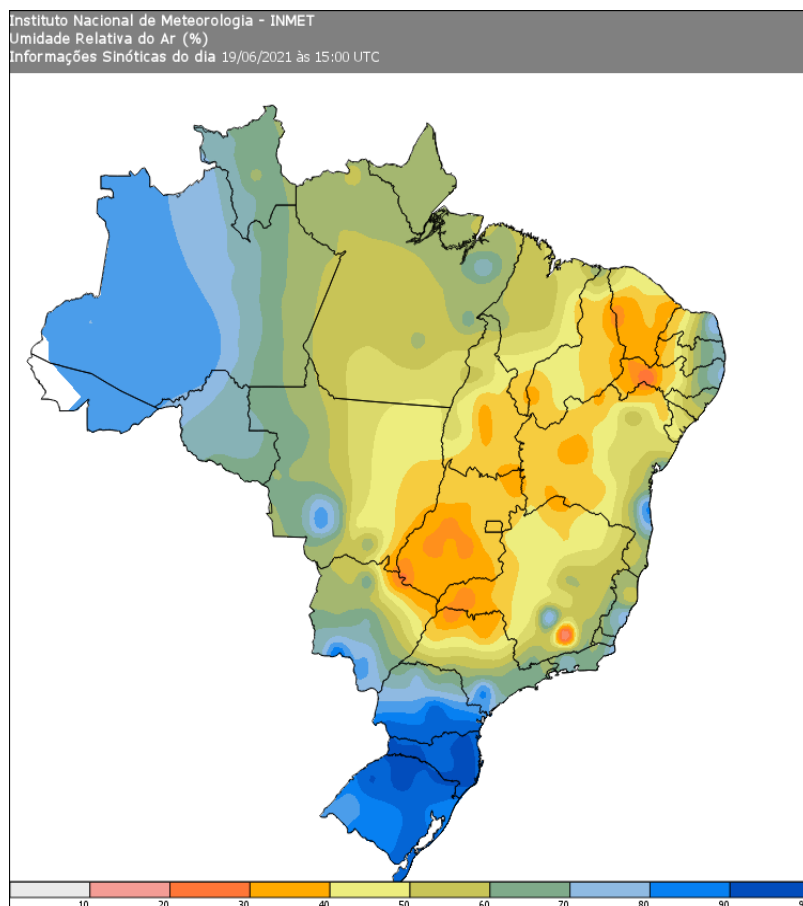 Instituto Nacional de Meteorologia - INMET
Umidade Relativa do Ar (%)
Informações Sinóticas do dia 19/06/2021 às 15:00 UTC
10 20 30 40 50 60 70 80 90 9